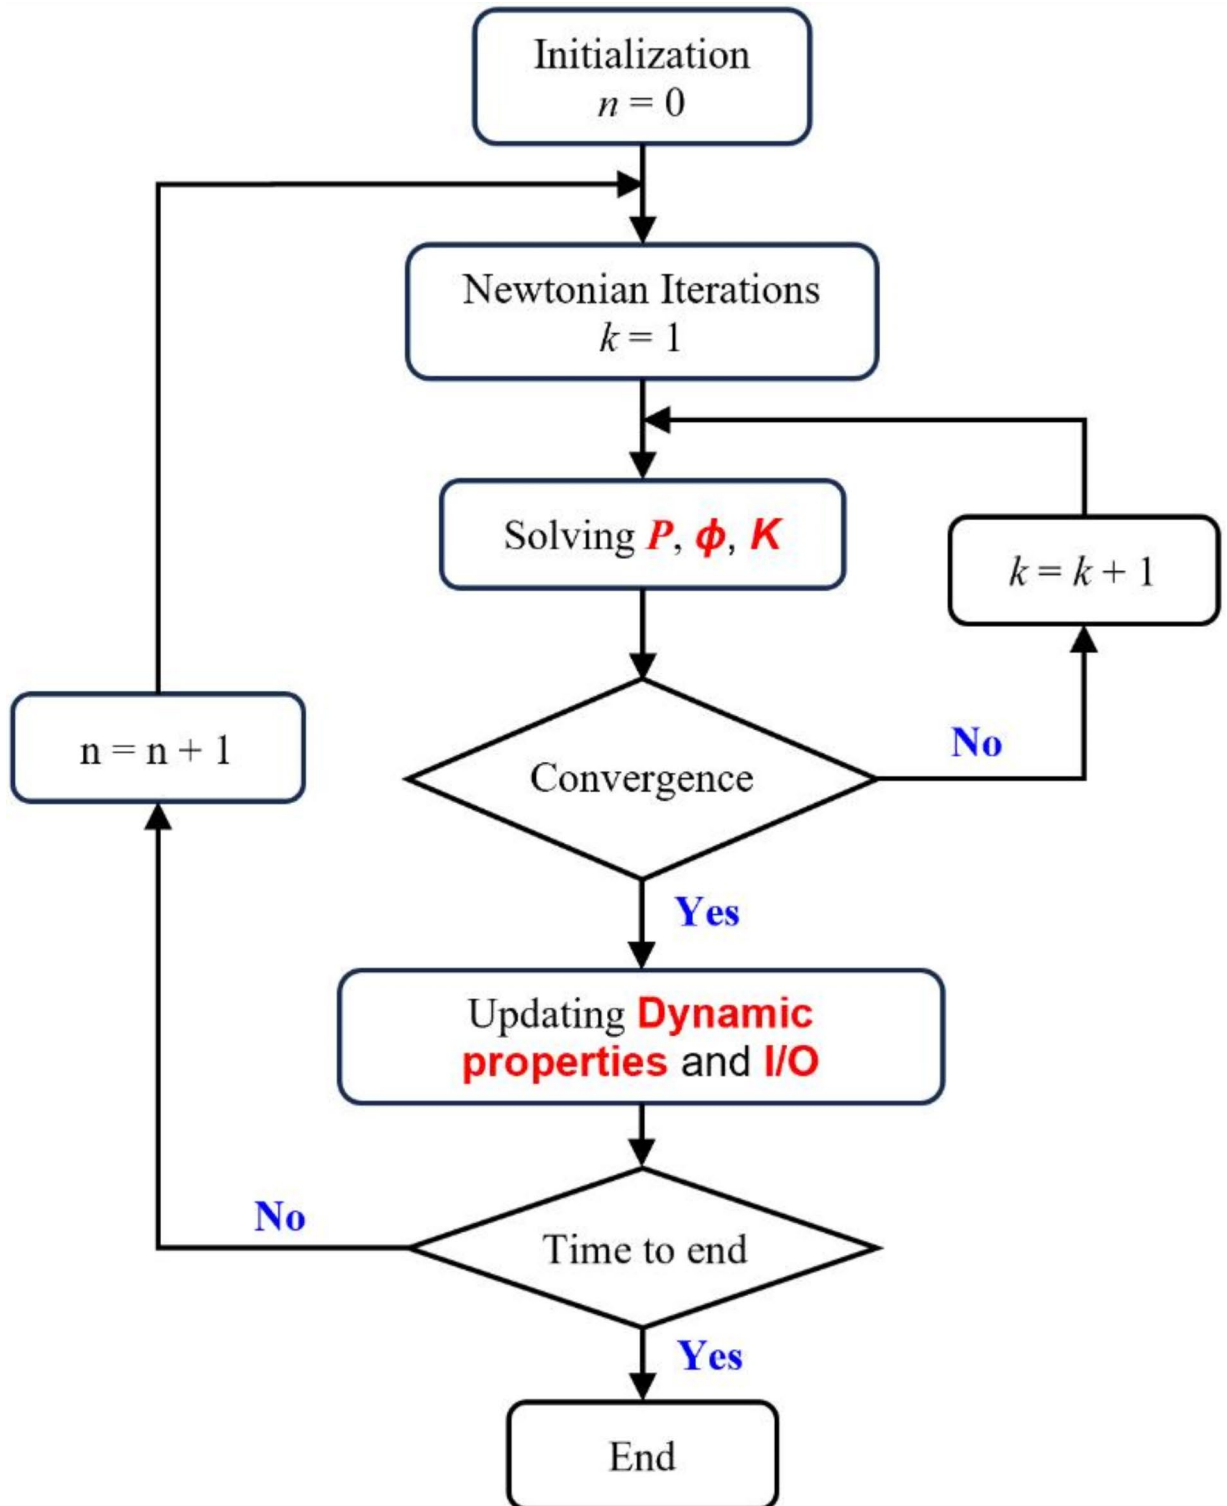 Initialization
n = 0
Newtonian Iterations
k = 1
Solving P, ϕ, K
k = k + 1
n = n + 1
Convergence
No
Yes
Updating Dynamic
properties and I/O
No
Time to end
Yes
End